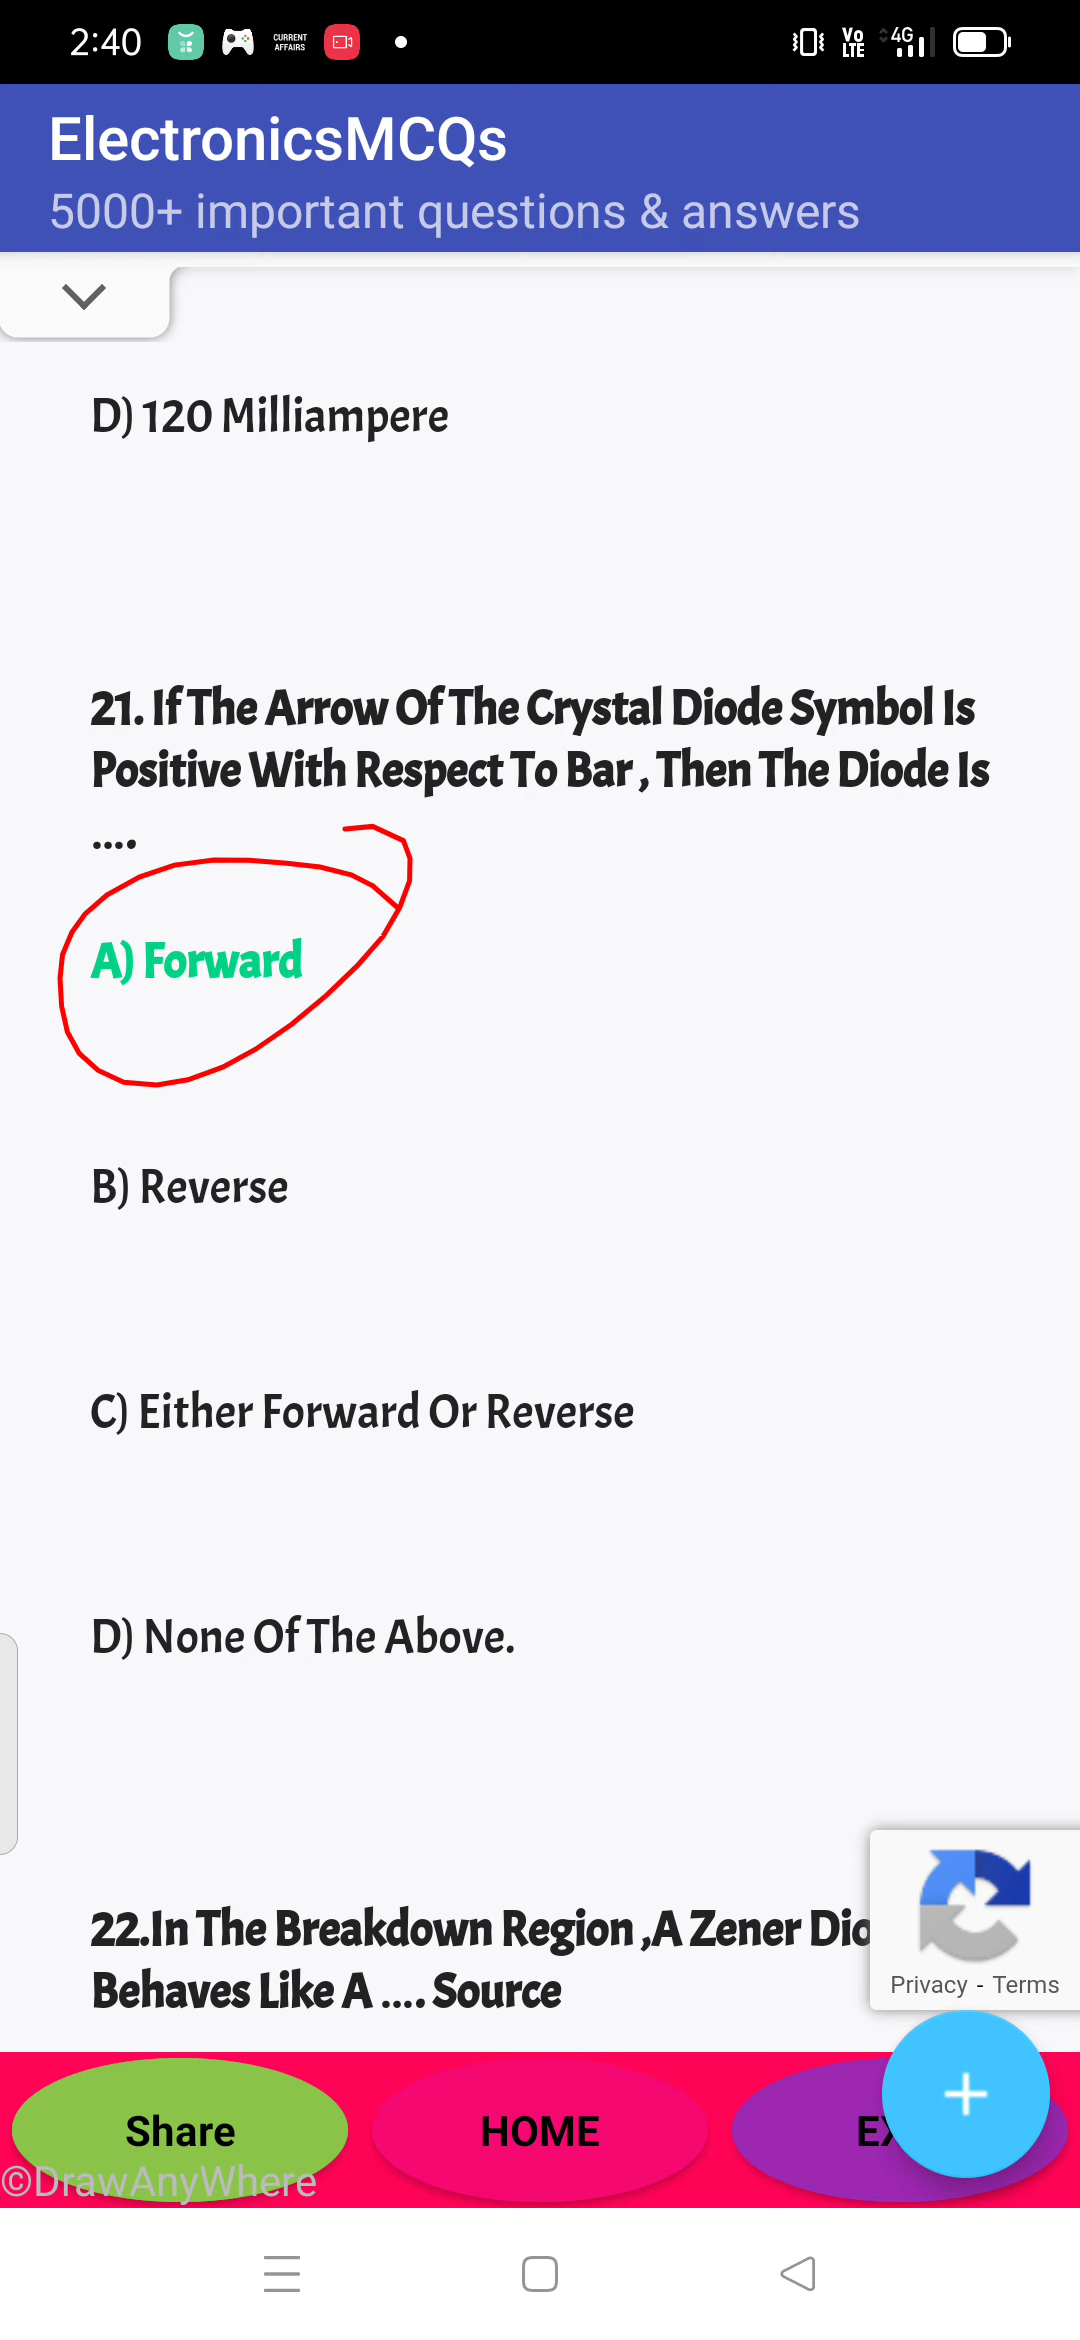 2:40
CURRENT
AFFAIRS
Vo
LTE
4G
ElectronicsMCQs
5000+ important questions & answers
D) 120 Milliampere
21. If The Arrow Of The Crystal Diode Symbol Is
Positive With Respect To Bar , Then The Diode Is
....
A) Forward
B) Reverse
C) Either Forward Or Reverse
D) None Of The Above.
22.In The Breakdown Region ,A Zener
Behaves Like A .... Source
Privacy - Terms
Share
HOME
+
©DrawAnyWhere